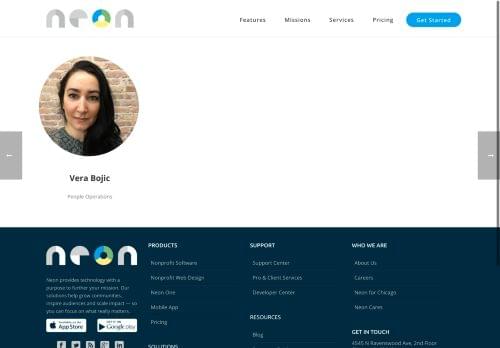 neon
Features
Missions
Services
Pricing
Get Started
Vera Bojic
People Operations
neon
Neon provides technology with a
purpose to further your mission. Our
solutions help grow communities,
inspire audiences and scale impact — so
you can focus on what really matters.
Available on the
App Store
GET IT ON
Google play
PRODUCTS
Nonprofit Software
Nonprofit Web Design
Neon One
Mobile App
Pricing
SOLUTIONS
SUPPORT
Support Center
Pro & Client Services
Developer Center
RESOURCES
Blog
WHO WE ARE
About Us
Careers
Neon for Chicago
Neon Cares
GET IN TOUCH
4545 N Ravenswood Ave, 2nd Floor